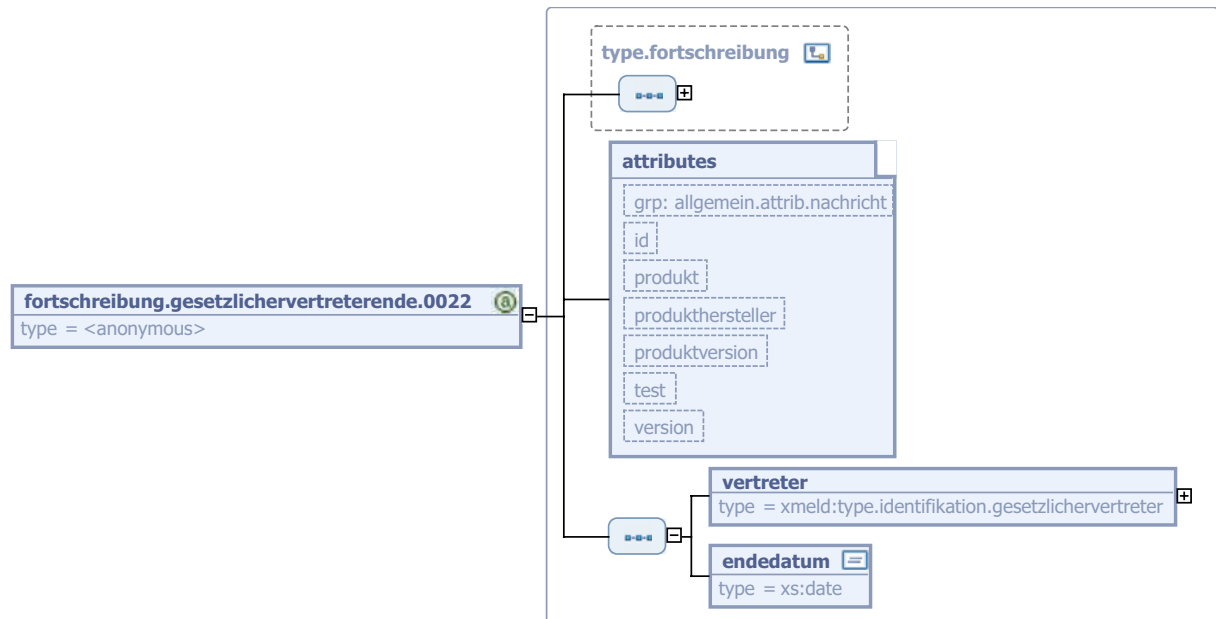 type.fortschreibung
attributes
grp: allgemein.attrib.nachricht
id
produkt
produkthersteller
produktversion
test
version
fortschreibung.gesetzlichervertreterende.0022
type = <anonymous>
vertreter
type = xmeld:type.identifikation.gesetzlichervertreter
endedatum
type = xs:date